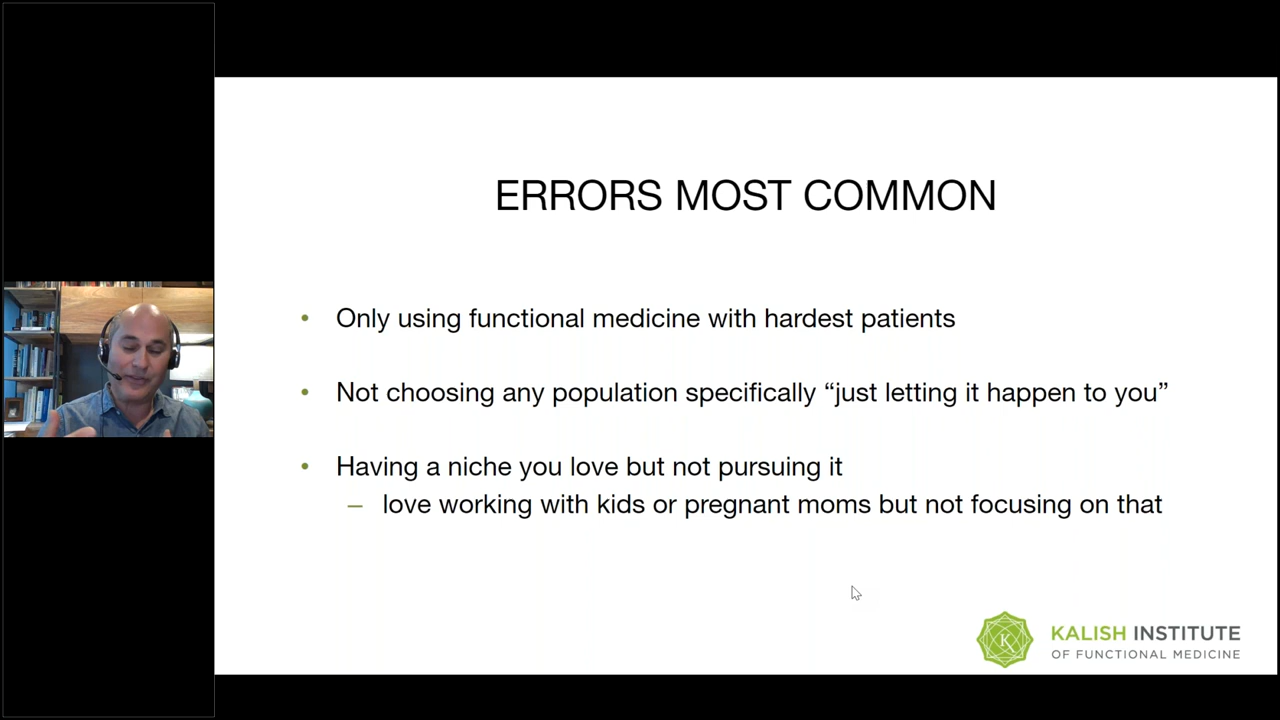 ERRORS MOST COMMON
• Only using functional medicine with hardest patients
• Not choosing any population specifically “just letting it happen to you”
• Having a niche you love but not pursuing it
– love working with kids or pregnant moms but not focusing on that
K
KALISH INSTITUTE
OF FUNCTIONAL MEDICINE